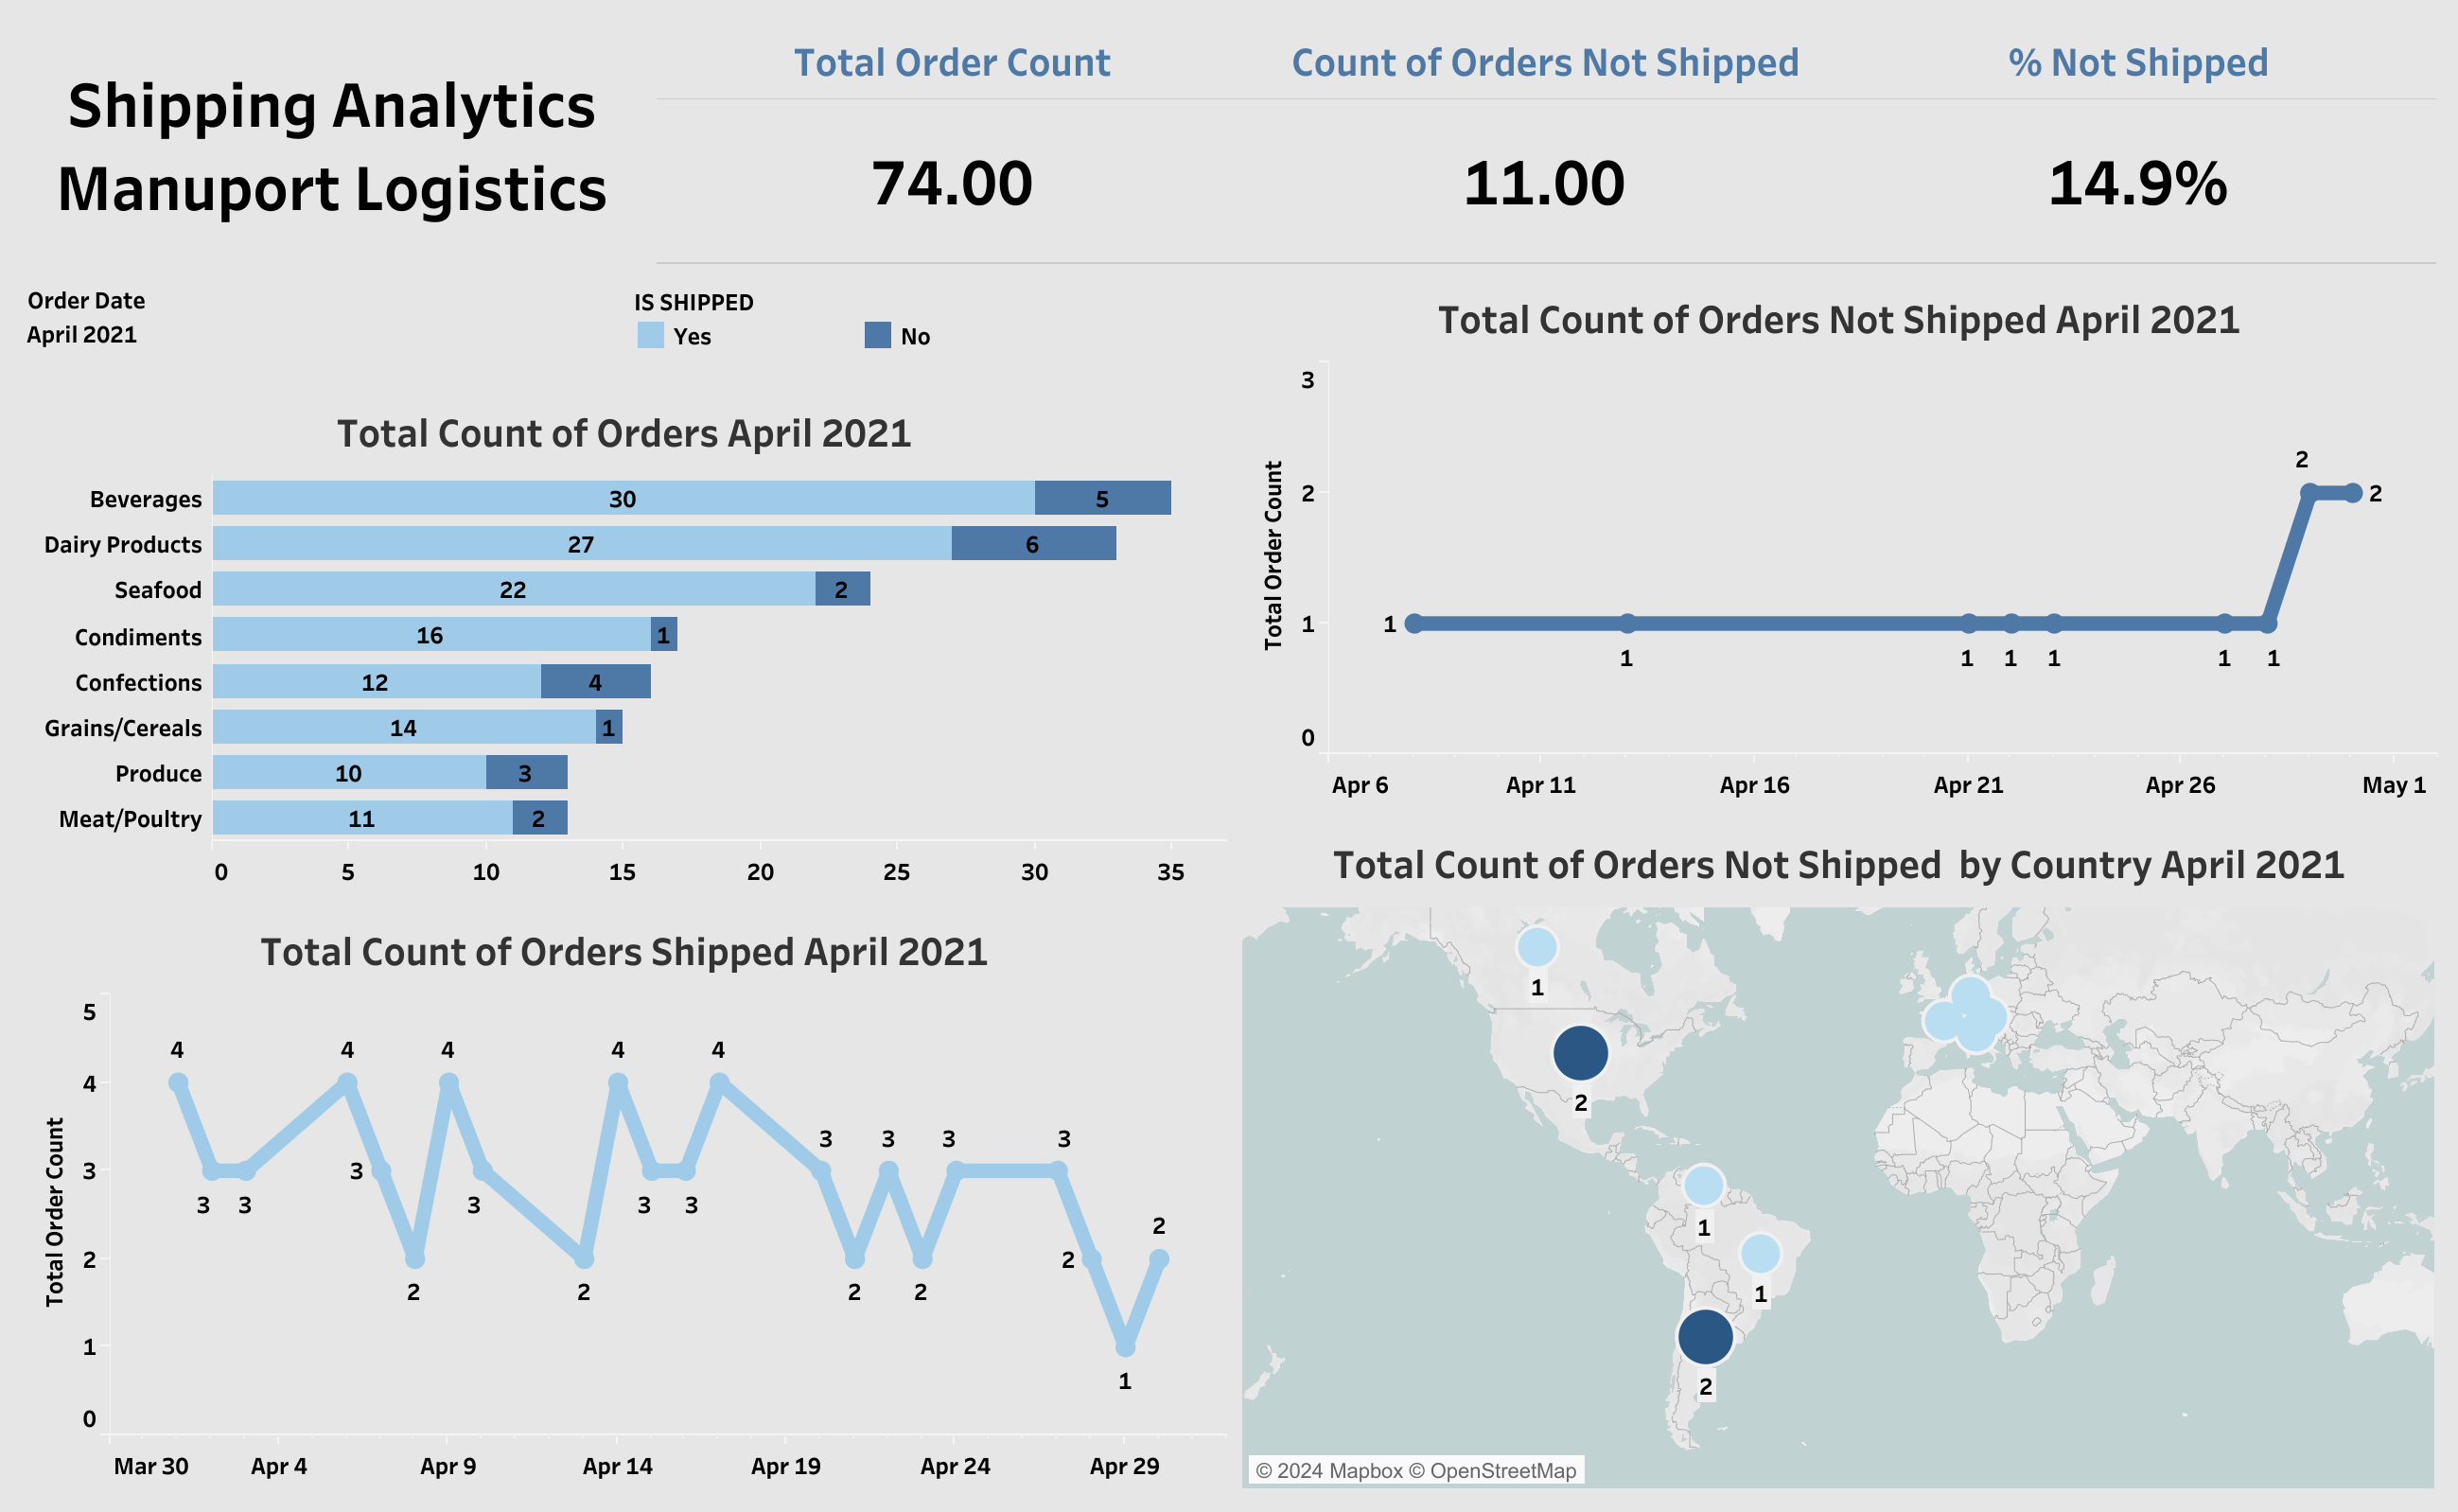 Shipping Analytics
Manuport Logistics
Total Order Count
Count of Orders Not Shipped
% Not Shipped
74.00
11.00
14.9%
Order Date
April 2021
IS SHIPPED
Yes
No
Total Count of Orders April 2021
Beverages 30 5
Dairy Products 27 6
Seafood 22 2
Condiments 16 1
Confections 12 4
Grains/Cereals 14 1
Produce 10 3
Meat/Poultry 11 2
0 5 10 15 20 25 30 35
Total Count of Orders Shipped April 2021
Total Order Count
5
4 4 4 4 4
4
3 3 3 3
3 3
3 3 3 3 3
2
2 2
2 2 2 2
1
1
0
Mar 30 Apr 4 Apr 9 Apr 14 Apr 19 Apr 24 Apr 29
Total Count of Orders Not Shipped April 2021
Total Order Count
3
2
2 2
1 1
1 1 1 1 1 1
0
Apr 6 Apr 11 Apr 16 Apr 21 Apr 26 May 1
Total Count of Orders Not Shipped by Country April 2021
1
2
1
1
2
© 2024 Mapbox © OpenStreetMap